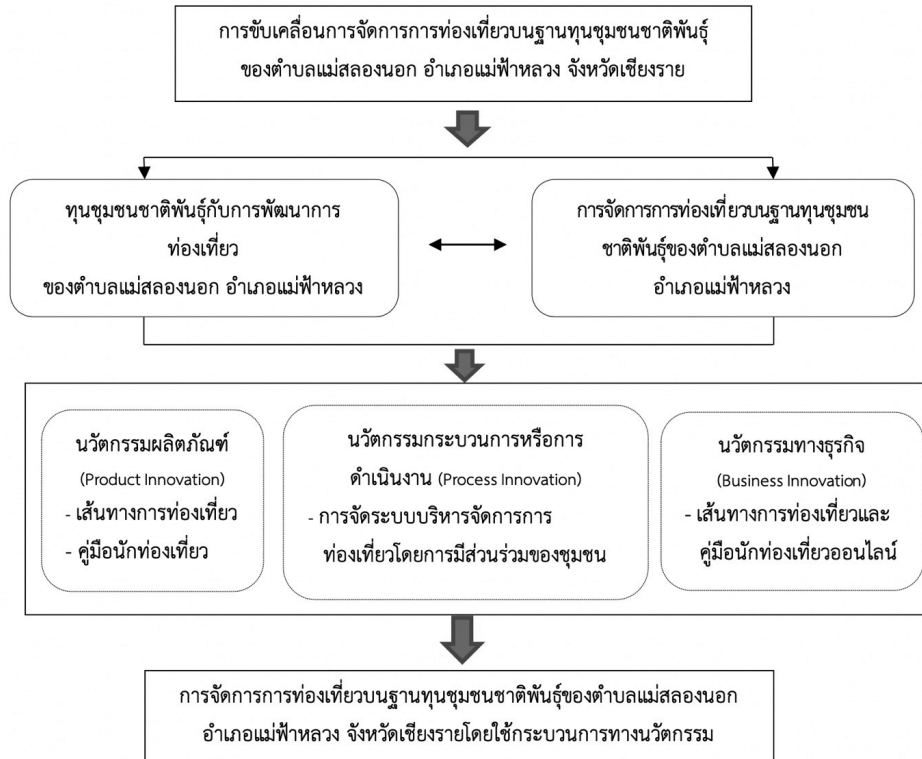 การขับเคลื่อนการจัดการการท่องเที่ยวบนฐานทุนชุมชนชาติพันธุ์
ของตำบลแม่สลองนอก อำเภอแม่ฟ้าหลวง จังหวัดเชียงราย
ทุนชุมชนชาติพันธุ์กับการพัฒนาการ
ท่องเที่ยว
ของตำบลแม่สลองนอก อำเภอแม่ฟ้าหลวง
การจัดการการท่องเที่ยวบนฐานทุนชุมชน
ชาติพันธุ์ของตำบลแม่สลองนอก
อำเภอแม่ฟ้าหลวง
นวัตกรรมผลิตภัณฑ์
(Product Innovation)
- เส้นทางการท่องเที่ยว
- คู่มือนักท่องเที่ยว
นวัตกรรมกระบวนการหรือการ
ดำเนินงาน (Process Innovation)
- การจัดระบบบริหารจัดการการ
ท่องเที่ยวโดยการมีส่วนร่วมของชุมชน
นวัตกรรมทางธุรกิจ
(Business Innovation)
- เส้นทางการท่องเที่ยวและ
คู่มือนักท่องเที่ยวออนไลน์
การจัดการการท่องเที่ยวบนฐานทุนชุมชนชาติพันธุ์ของตำบลแม่สลองนอก
อำเภอแม่ฟ้าหลวง จังหวัดเชียงรายโดยใช้กระบวนการทางนวัตกรรม